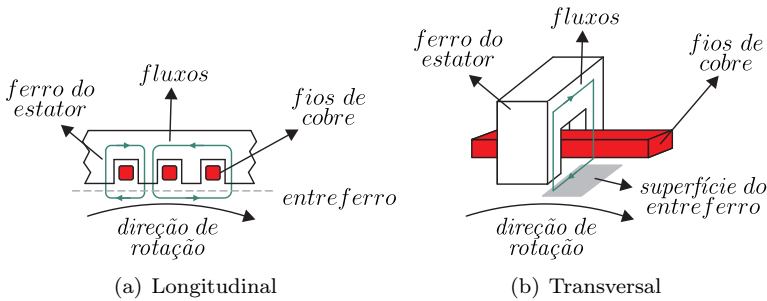 ferro do
estator
fluxos
fios de
cobre
entreferro
direção de
rotação
(a) Longitudinal
ferro do
estator
fluxos
fios de
cobre
superfície do
entreferro
direção de
rotação
(b) Transversal